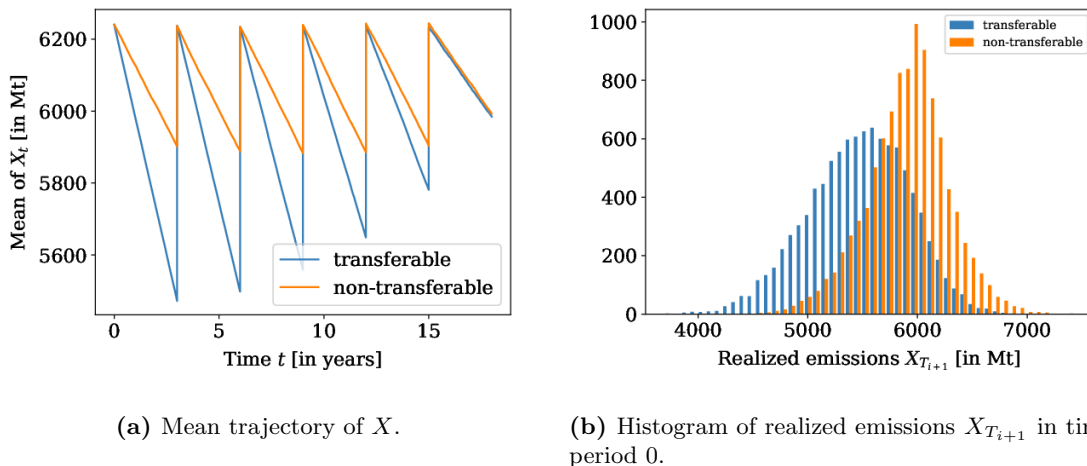 6200
6000
5800
5600
Mean of X_t [in Mt]
transferable
non-transferable
0
5
10
15
Time t [in years]
1000
800
600
400
200
0
transferable
non-transferable
4000
5000
6000
7000
Realized emissions X_{T_{i+1}} [in Mt]
(a) Mean trajectory of X.
(b) Histogram of realized emissions X_{T_{i+1}} in tim
period 0.